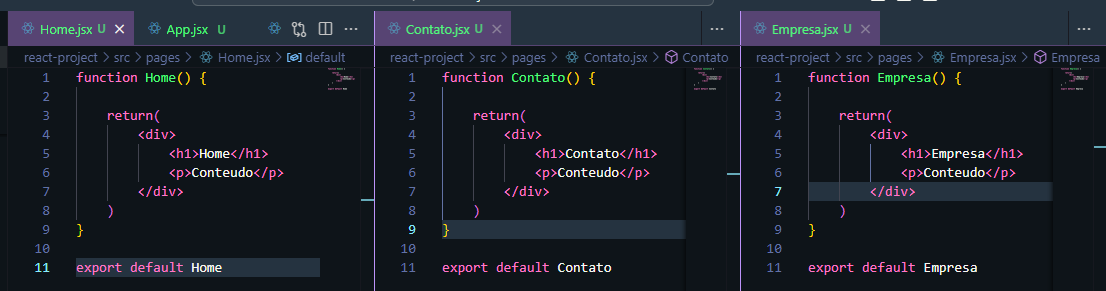 Home.jsx U × App.jsx U ···
react-project > src > pages > Home.jsx > default
1 function Home() {
2
3 return(
4 <div>
5 <h1>Home</h1>
6 <p>Conteudo</p>
7 </div>
8 )
9 }
10
11 export default Home
Contato.jsx U × ···
react-project > src > pages > Contato.jsx > Contato
1 function Contato() {
2
3 return(
4 <div>
5 <h1>Contato</h1>
6 <p>Conteudo</p>
7 </div>
8 )
9 }
10
11 export default Contato
Empresa.jsx U × ···
react-project > src > pages > Empresa.jsx > Empresa
1 function Empresa() {
2
3 return(
4 <div>
5 <h1>Empresa</h1>
6 <p>Conteudo</p>
7 </div>
8 )
9 }
10
11 export default Empresa